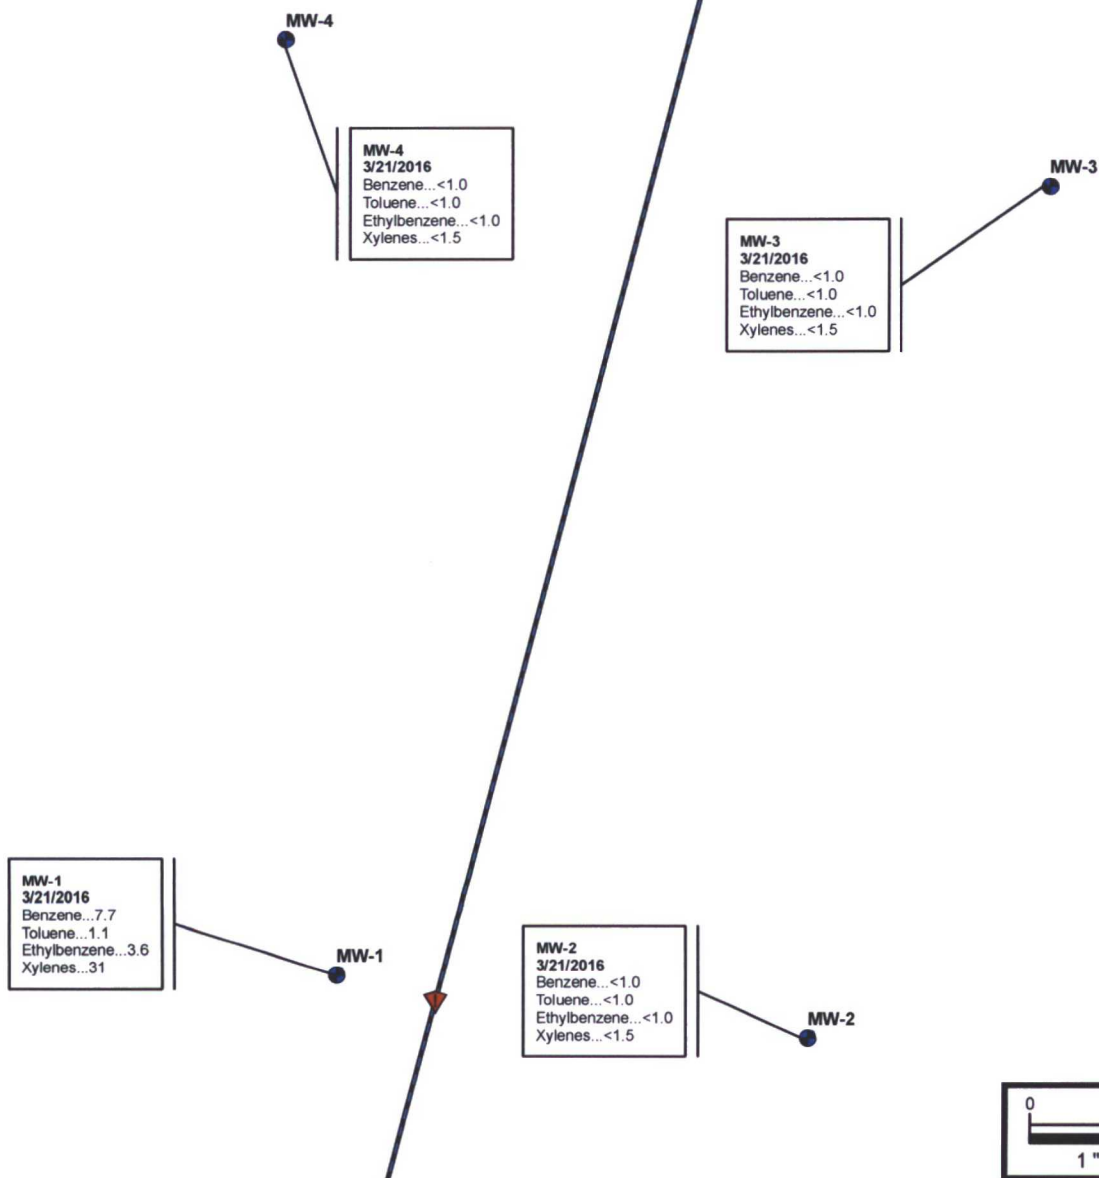 MW-4
MW-4
3/21/2016
Benzene...<1.0
Toluene...<1.0
Ethylbenzene...<1.0
Xylenes...<1.5
MW-3
MW-3
3/21/2016
Benzene...<1.0
Toluene...<1.0
Ethylbenzene...<1.0
Xylenes...<1.5
MW-1
3/21/2016
Benzene...7.7
Toluene...1.1
Ethylbenzene...3.6
Xylenes...31
MW-1
MW-2
3/21/2016
Benzene...<1.0
Toluene...<1.0
Ethylbenzene...<1.0
Xylenes...<1.5
MW-2
0
1 "